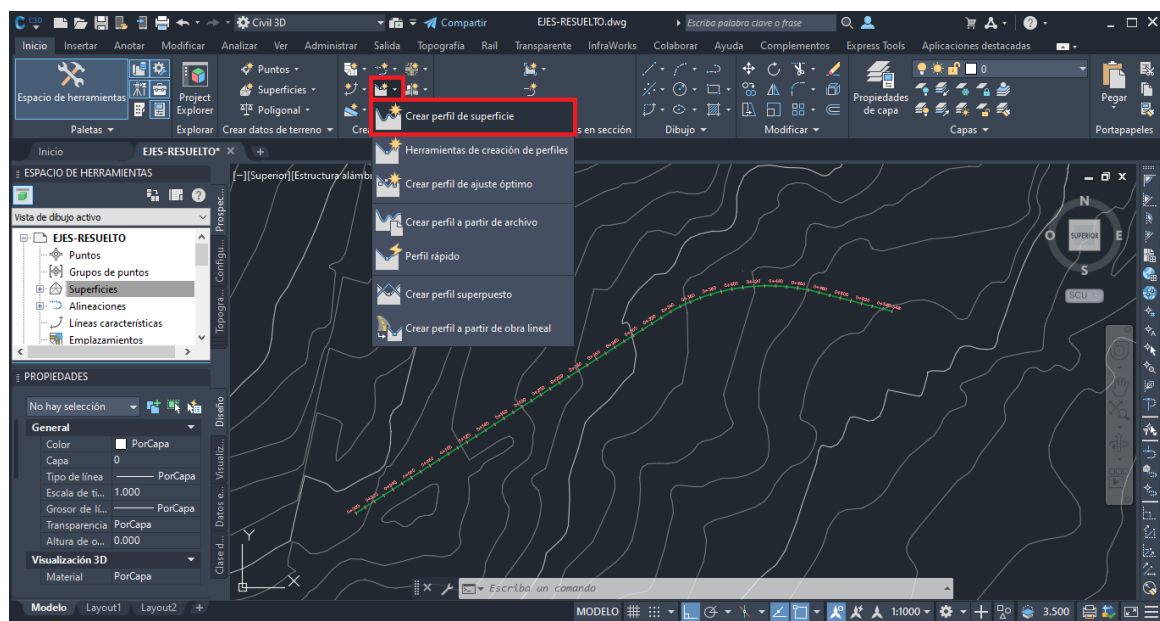 C3D Civil 3D Compartir EJES-RESUELTO.dwg Escriba palabra clave o frase
Inicio Insertar Anotar Modificar Analizar Ver Administrar Salida Topografía Raíl Transparente InfraWorks Colaborar Ayuda Complementos Express Tools Aplicaciones destacadas
Espacio de herramientas
Project Explorer
Puntos
Superficies
Poligonal
Propiedades de capa
0
Pegar
Paletas Explorar Crear datos de terreno Cre s en sección Dibujo Modificar Capas Portapapeles
Crear perfil de superficie
Herramientas de creación de perfiles
Crear perfil de ajuste óptimo
Crear perfil a partir de archivo
Perfil rápido
Crear perfil superpuesto
Crear perfil a partir de obra lineal
Inicio EJES-RESUELTO* +
ESPACIO DE HERRAMIENTAS
[−][Superior][Estructura alámb
Vista de dibujo activo
EJES-RESUELTO
Puntos
Grupos de puntos
Superficies
Alineaciones
Líneas características
Emplazamientos
Prospec...
Configu...
Topogra...
N
O SUPERIOR E
S
SCU
PROPIEDADES
No hay selección
General
Color PorCapa
Capa 0
Tipo de línea PorCapa
Escala de ti... 1.000
Grosor de lí... PorCapa
Transparencia PorCapa
Altura de o... 0.000
Visualización 3D
Material PorCapa
Diseño
Visualiz...
Datos e...
Clase d...
Y
X
Escriba un comando
Modelo Layout1 Layout2 +
MODELO 1:1000 3.500